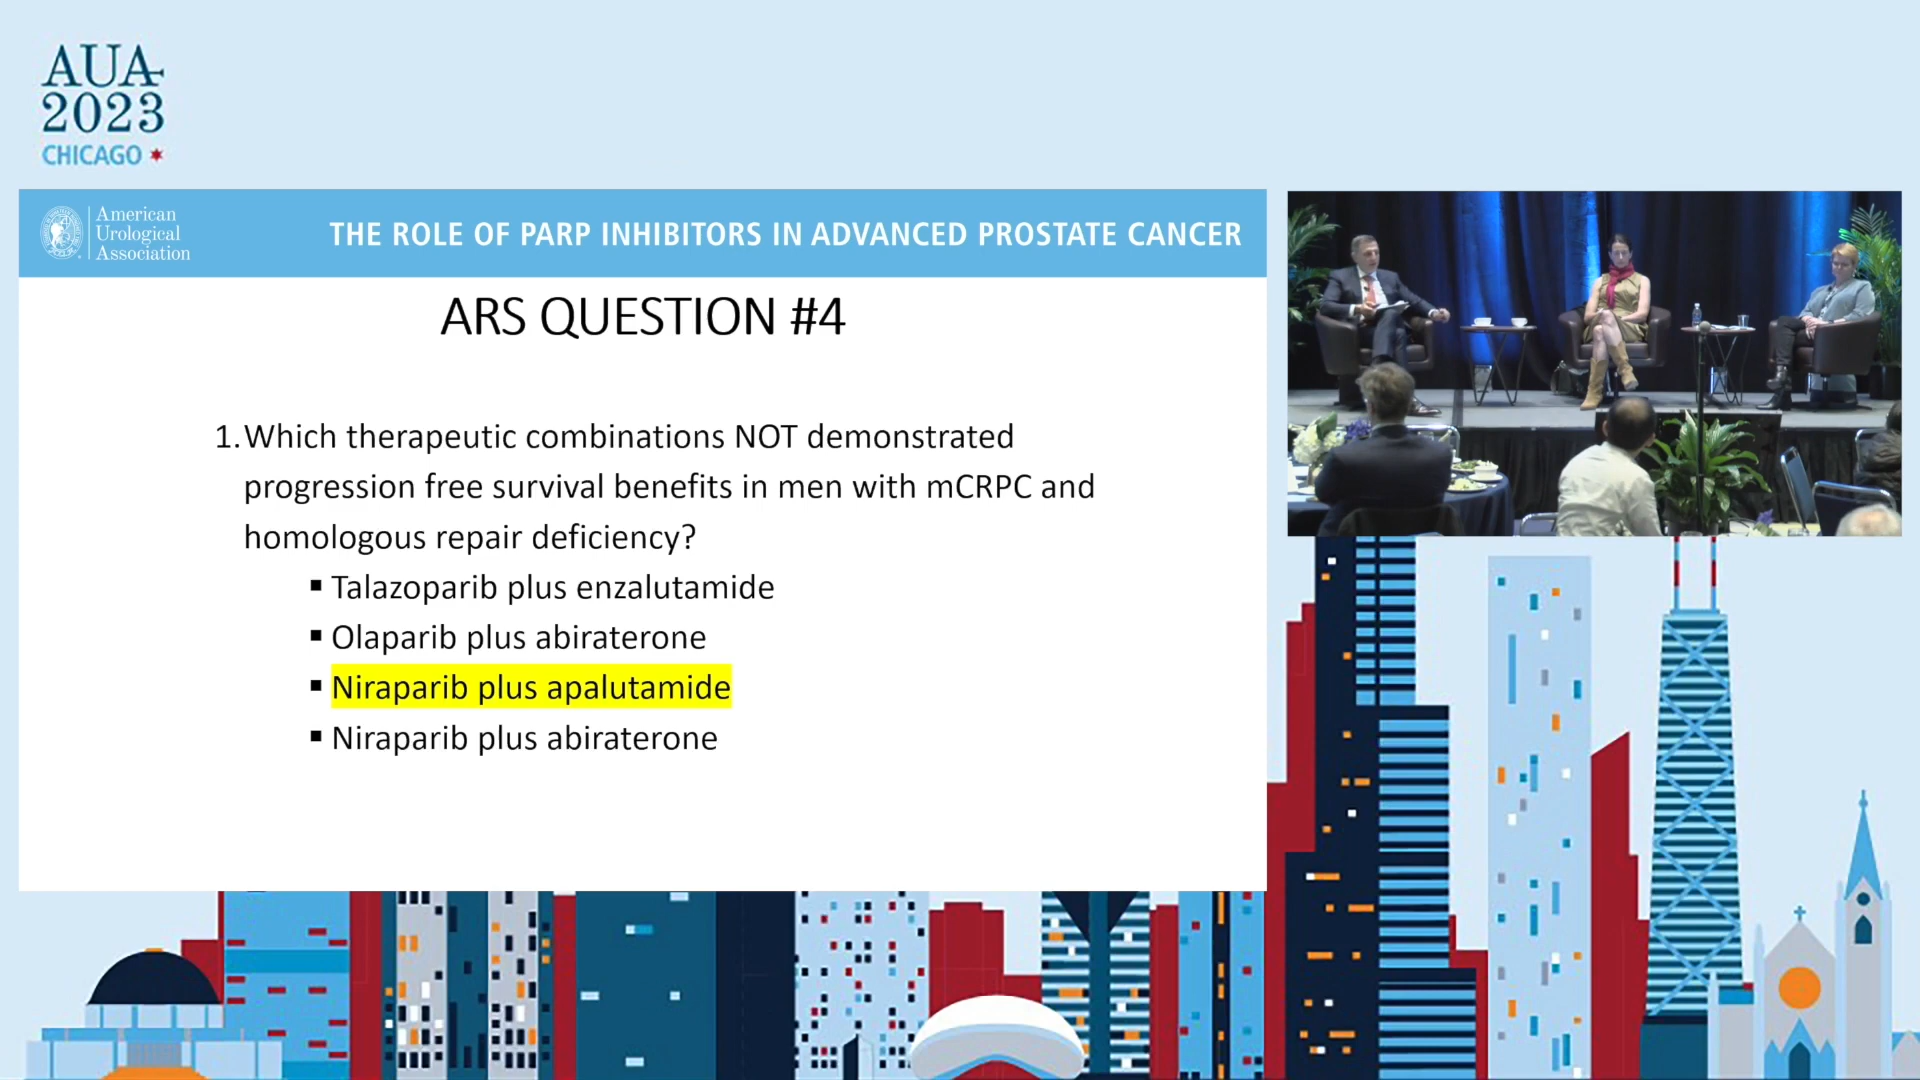 AUA
2023
CHICAGO
American
Urological
Association
THE ROLE OF PARP INHIBITORS IN ADVANCED PROSTATE CANCER
ARS QUESTION #4
1.Which therapeutic combinations NOT demonstrated
progression free survival benefits in men with mCRPC and
homologous repair deficiency?
▪ Talazoparib plus enzalutamide
▪ Olaparib plus abiraterone
▪ Niraparib plus apalutamide
▪ Niraparib plus abiraterone